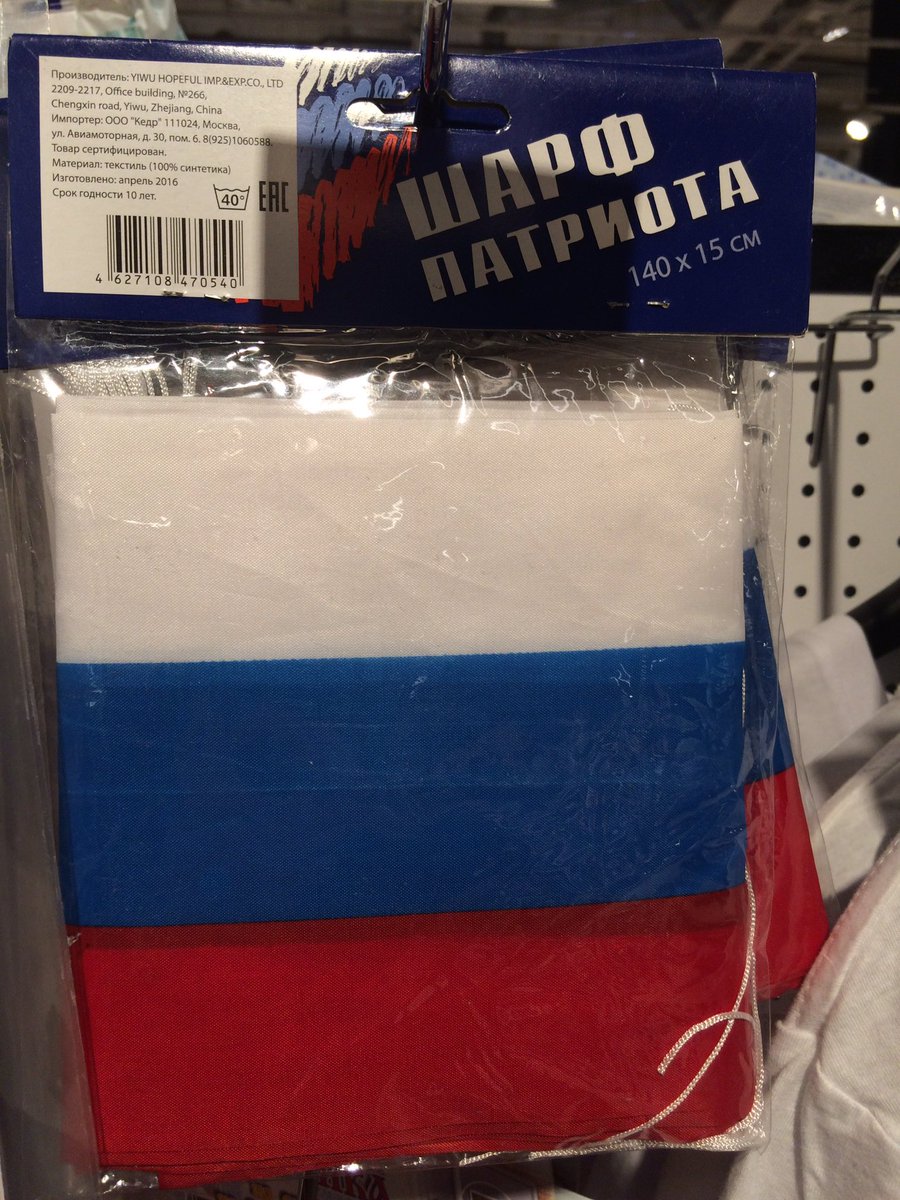 Производитель: YIWU HOPEFUL IMP.&EXP.CO., LTD
2209-2217, Office building, №266,
Chengxin road, Yiwu, Zhejiang, China
Импортер: ООО "Кедр" 111024, Москва,
ул. Авиамоторная, д. 30, пом. 6. 8(925)1060588.
Товар сертифицирован.
Материал: текстиль (100% синтетика)
Изготовлено: апрель 2016
Срок годности 10 лет.
40°
ЕАС
4 627108 470540
ШАРФ
ПАТРИОТА
140 х 15 см